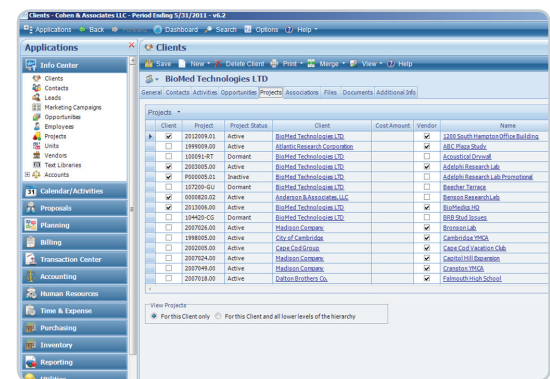 Clients - Cohen & Associates LLC - Period Ending 5/31/2011 - v6.2
Applications Back Forward Dashboard Search Options Help
Applications
Clients
Info Center
Save New Delete Client Print Merge View Help
Clients
BioMed Technologies LTD
Contacts
General Contacts Activities Opportunities Projects Associations Files Documents Additional Info
Leads
Marketing Campaigns
Opportunities
Employees
Projects
Units
Vendors
Text Libraries
Accounts
Calendar/Activities
Proposals
Planning
Billing
Transaction Center
Accounting
Human Resources
Time & Expense
Purchasing
Inventory
Reporting
Utilities
Projects
Client Project Project Status Client Cost Amount Vendor Name
2012009.01 Active BioMed Technologies LTD 1200 South Hampton Office Building
1999009.00 Active Atlantic Research Corporation ABC Plaza Study
100091-RT Dormant BioMed Technologies LTD Acoustical Drywall
2003005.00 Active BioMed Technologies LTD Adelphi Research Lab
P000005.01 Inactive BioMed Technologies LTD Adelphi Research Lab Promotional
107200-GU Dormant BioMed Technologies LTD Beecher Terrace
0000820.02 Active Anderson & Associates, LLC Benson Research Lab
2013006.00 Active BioMed Technologies LTD BioMedics HQ
104420-CG Dormant BioMed Technologies LTD BRB Stud Issues
2007026.00 Active Madison Company Bronson Lab
1998005.00 Active City of Cambridge Cambridge YMCA
2002005.00 Active Cape Cod Group Cape Cod Vacation Club
2007024.00 Active Madison Company Capitol Hill Expansion
2007049.00 Active Madison Company Cranston YMCA
2007018.00 Active Dalton Brothers Co. Falmouth High School
View Projects
For this Client only For this Client and all lower levels of the hierarchy